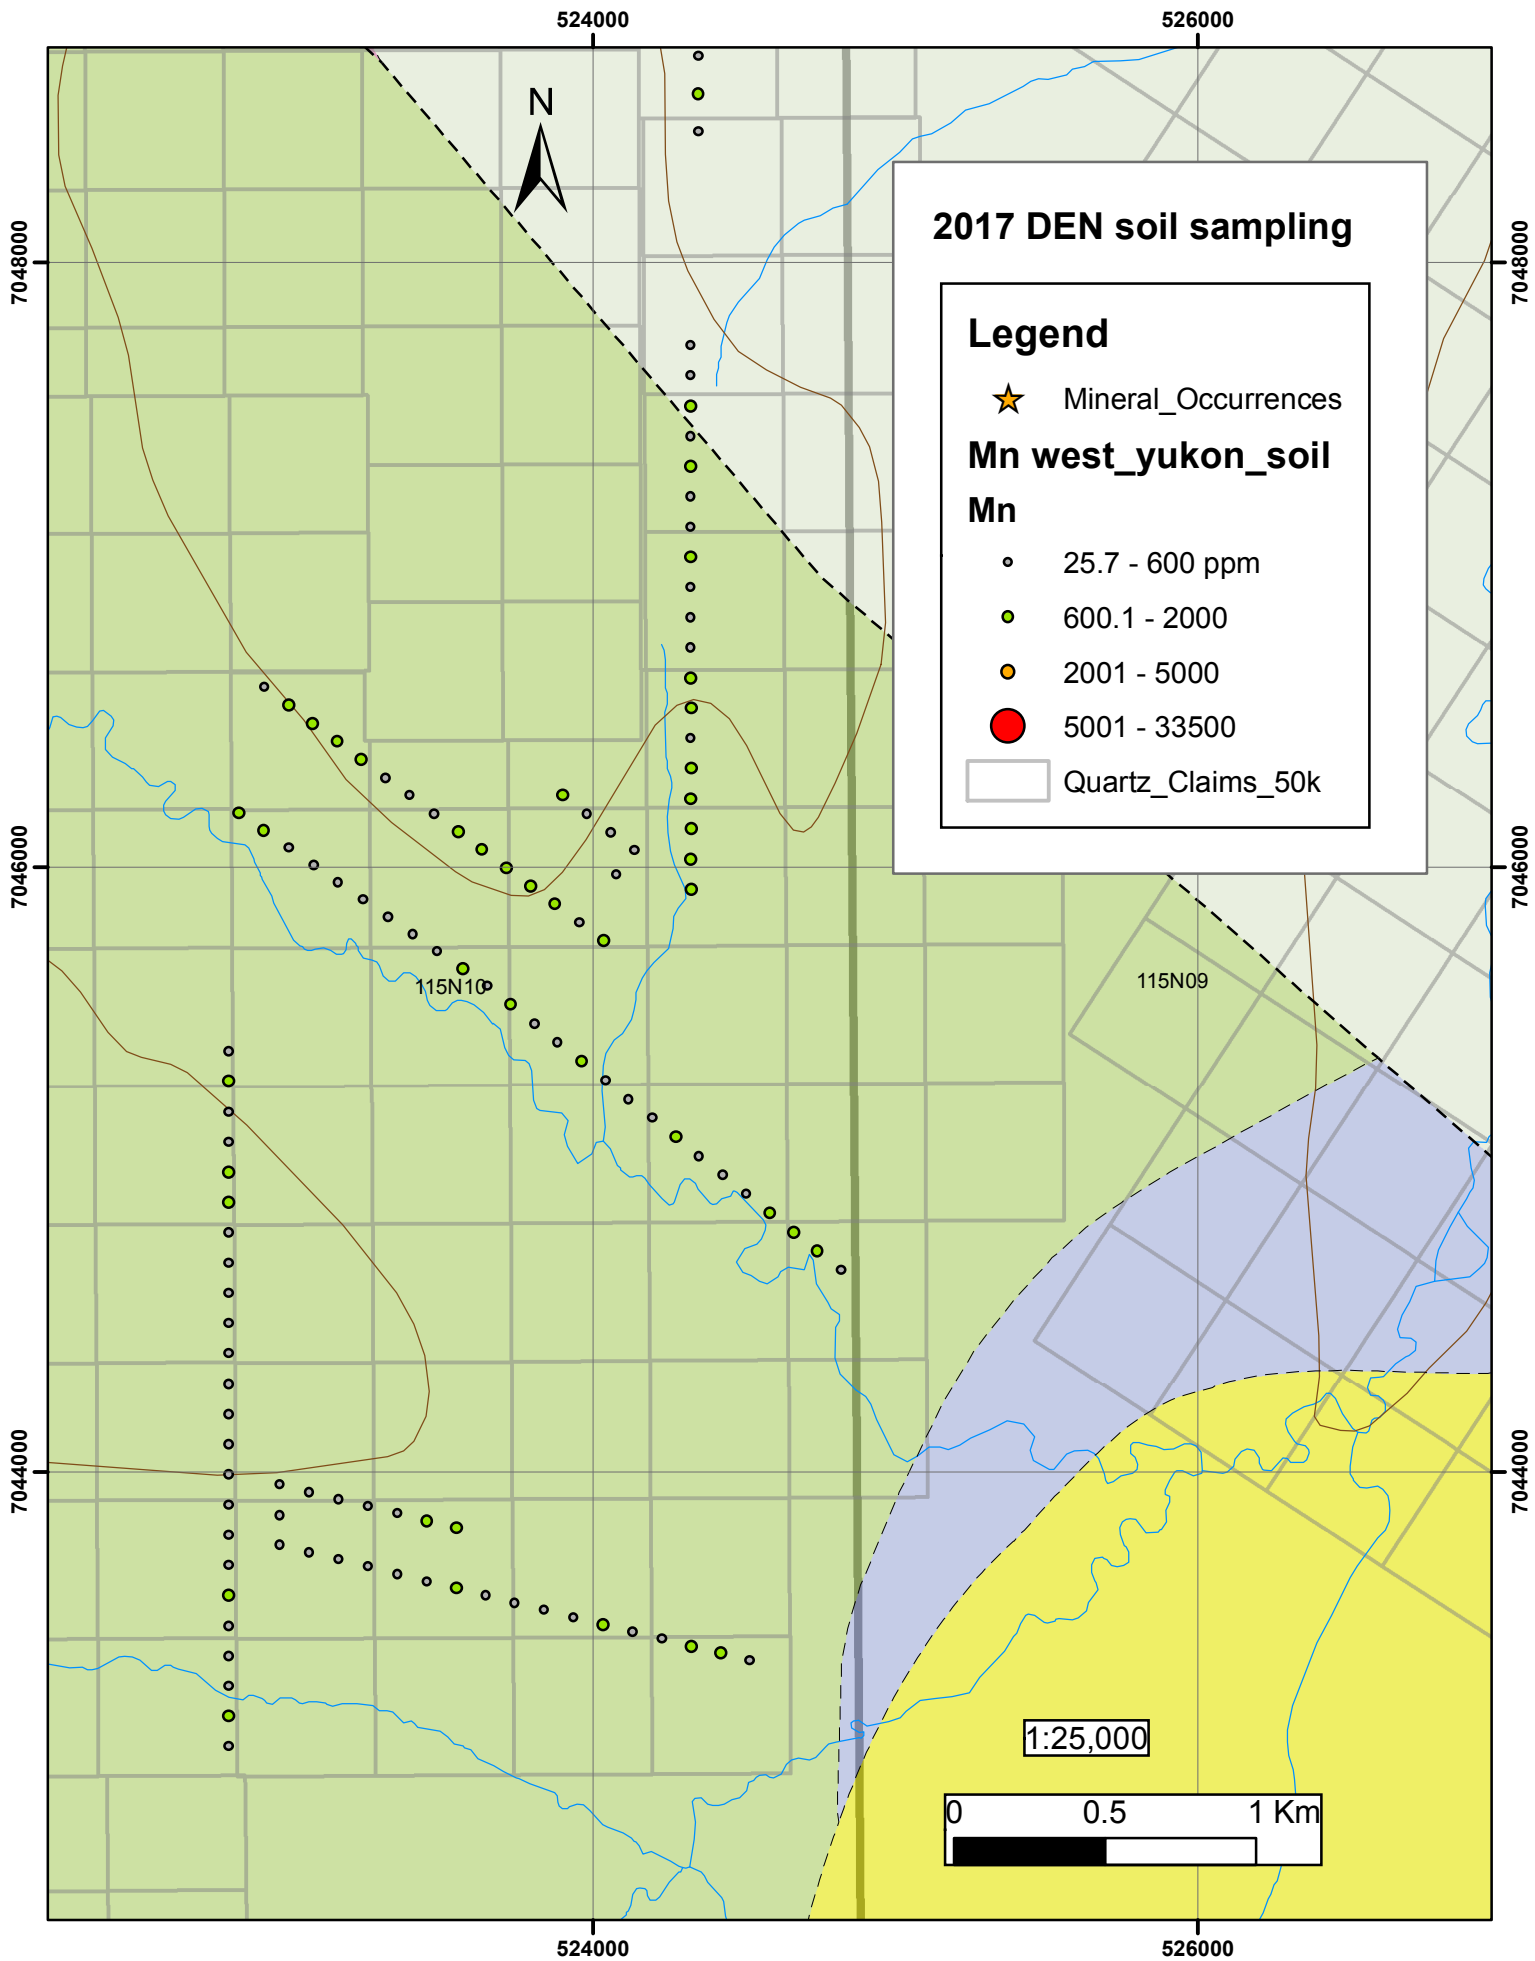 524000
526000
N
2017 DEN soil sampling
7048000
7048000
Legend
Mineral_Occurrences
Mn west_yukon_soil
Mn
25.7 - 600 ppm
600.1 - 2000
2001 - 5000
5001 - 33500
Quartz_Claims_50k
7046000
7046000
115N10
115N09
7044000
7044000
1:25,000
0 0.5 1 Km
524000
526000